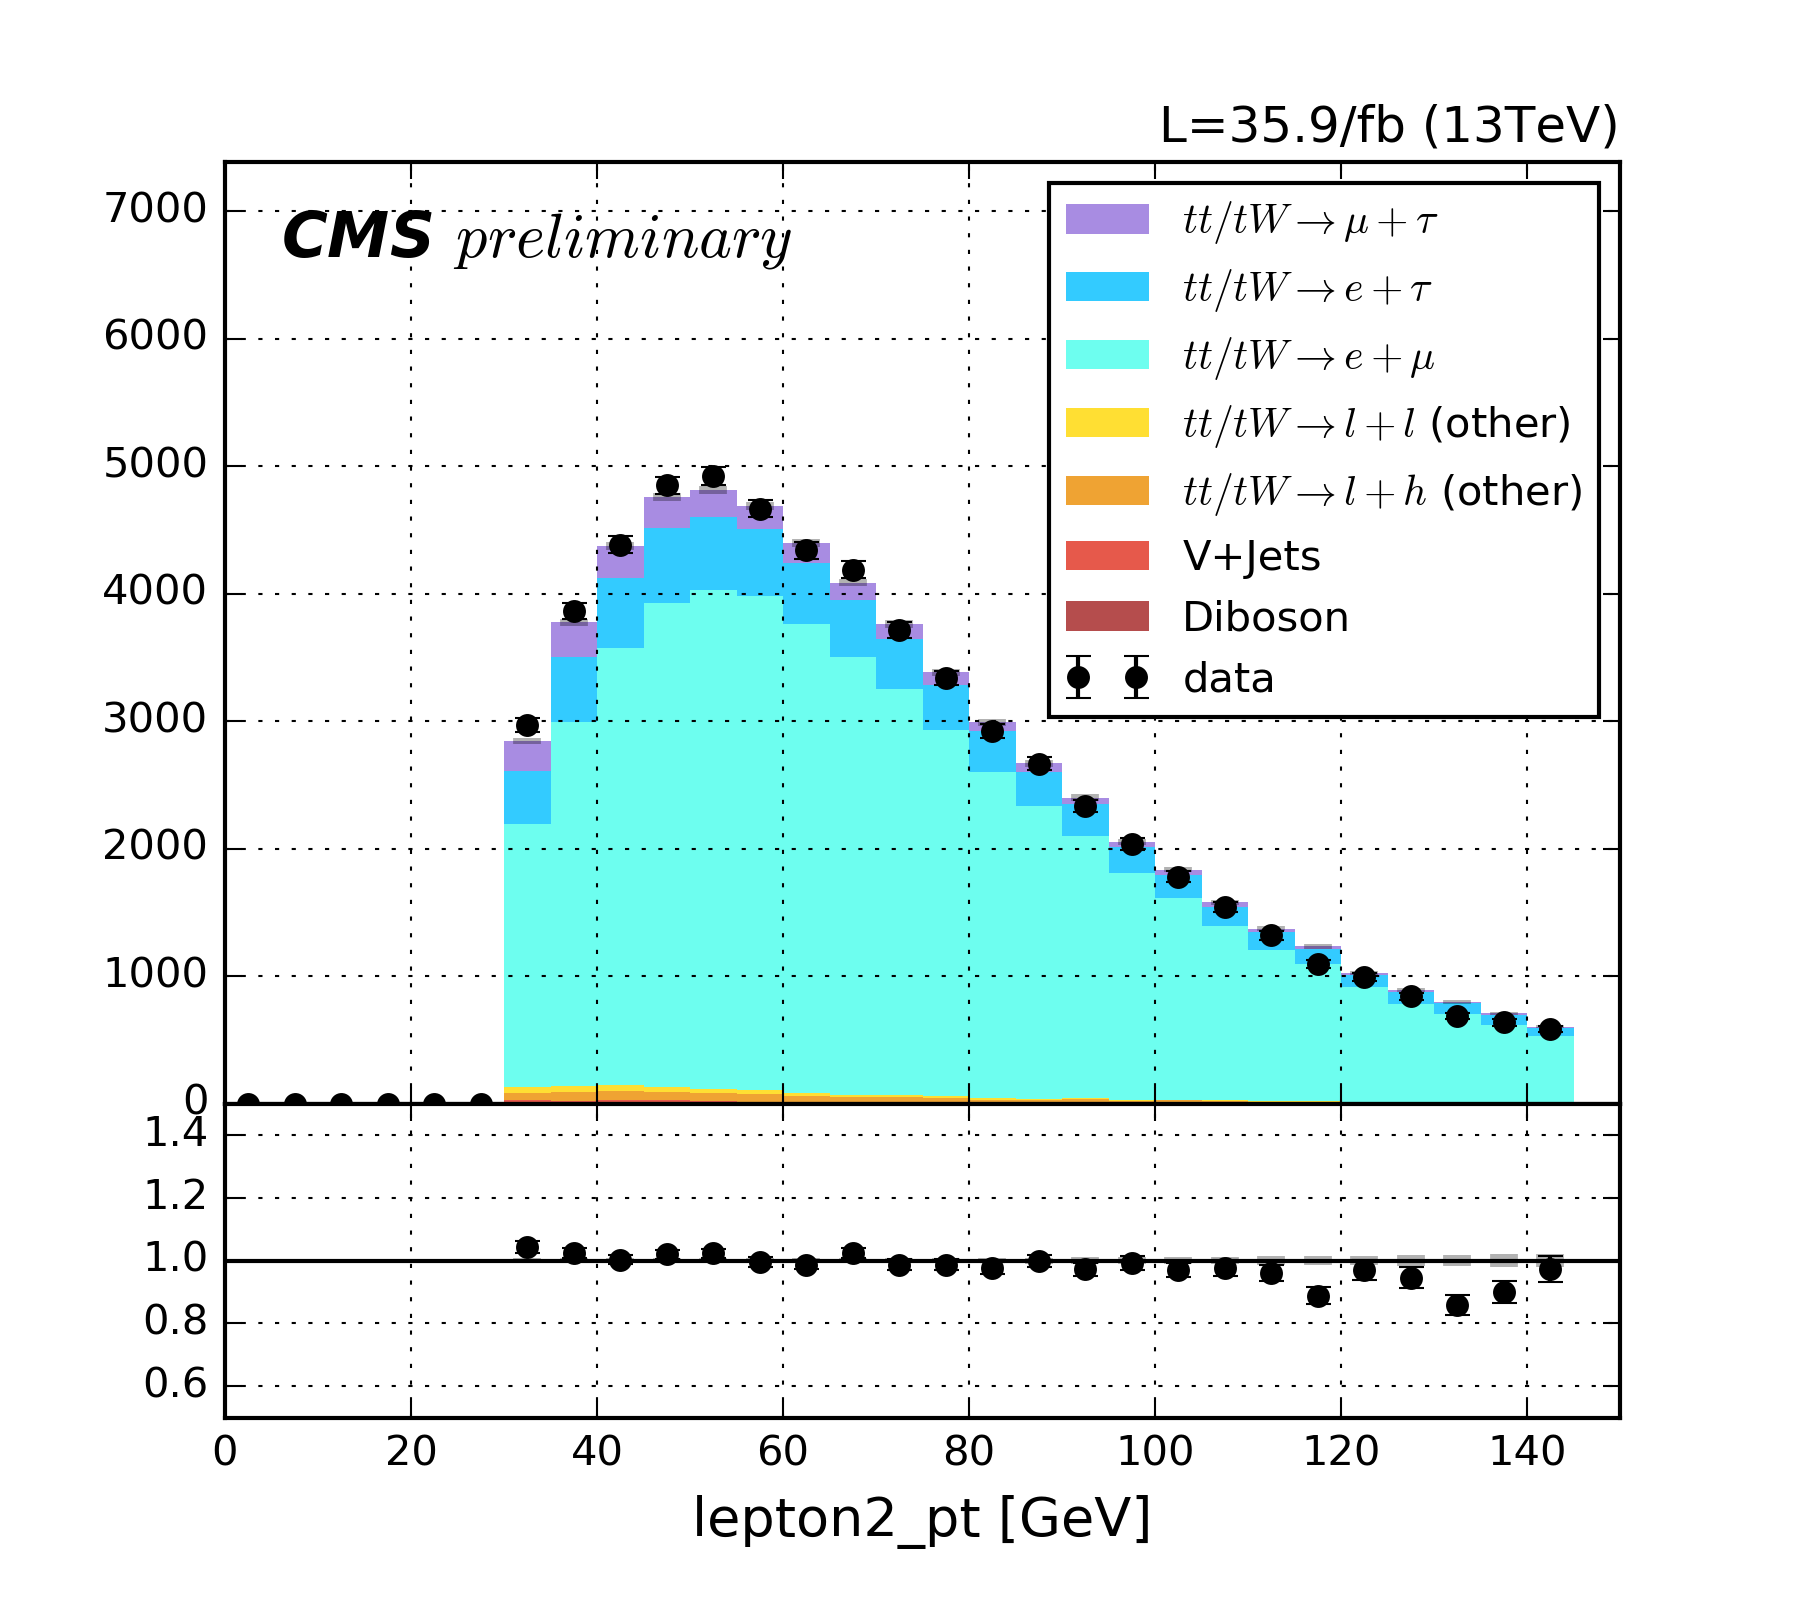 L=35.9/fb (13TeV)
CMS preliminary
7000
6000
5000
4000
3000
2000
1000
0
tt/tW → μ + τ
tt/tW → e + τ
tt/tW → e + μ
tt/tW → l + l (other)
tt/tW → l + h (other)
V+Jets
Diboson
data
1.4
1.2
1.0
0.8
0.6
0 20 40 60 80 100 120 140
lepton2_pt [GeV]